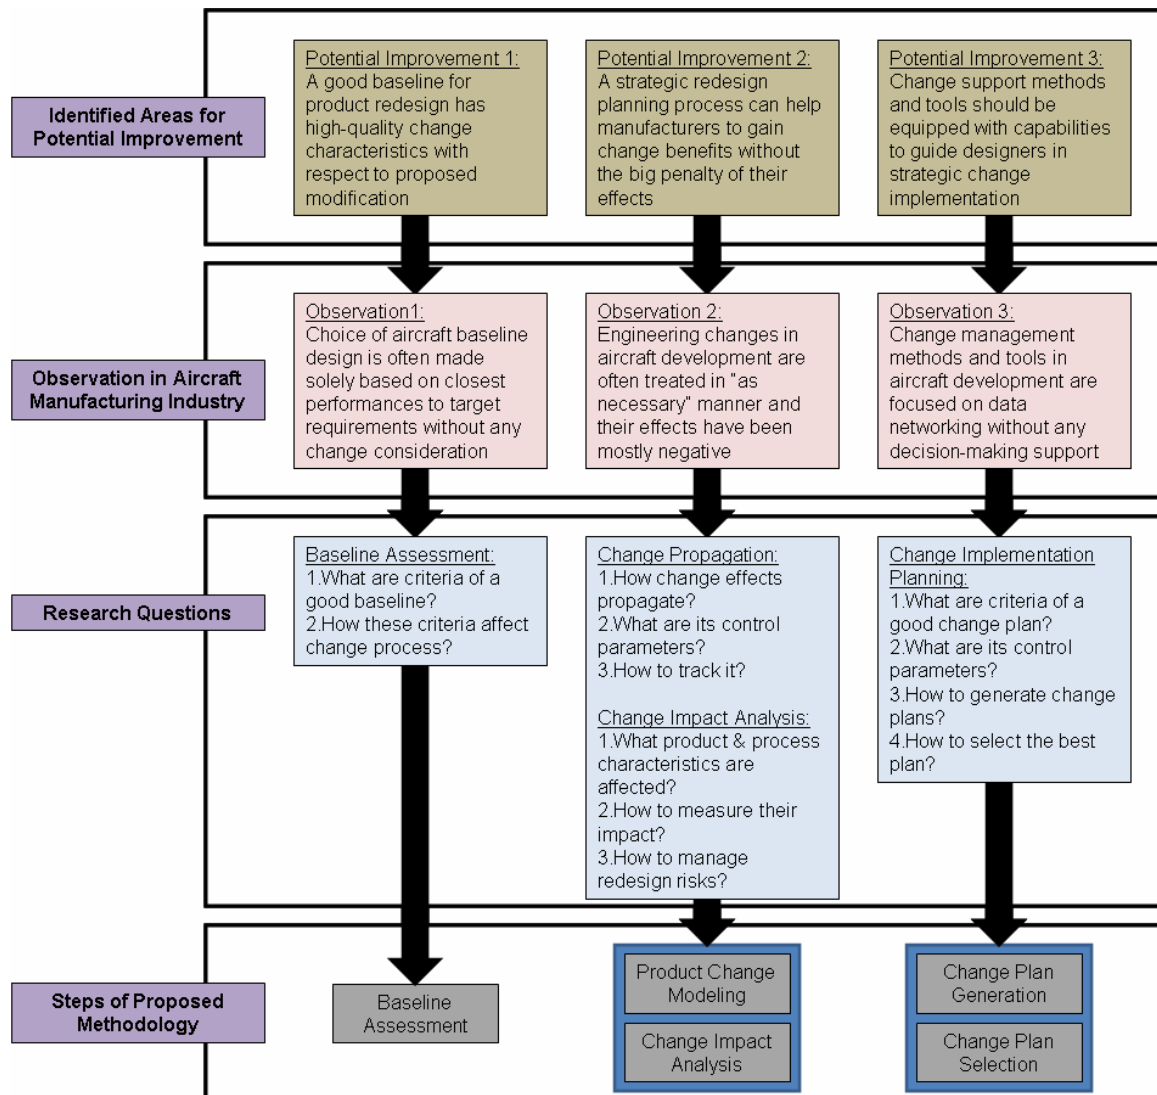 Identified Areas for
Potential Improvement
Potential Improvement 1:
A good baseline for
product redesign has
high-quality change
characteristics with
respect to proposed
modification
Potential Improvement 2:
A strategic redesign
planning process can help
manufacturers to gain
change benefits without
the big penalty of their
effects
Potential Improvement 3:
Change support methods
and tools should be
equipped with capabilities
to guide designers in
strategic change
implementation
Observation in Aircraft
Manufacturing Industry
Observation1:
Choice of aircraft baseline
design is often made
solely based on closest
performances to target
requirements without any
change consideration
Observation 2:
Engineering changes in
aircraft development are
often treated in "as
necessary" manner and
their effects have been
mostly negative
Observation 3:
Change management
methods and tools in
aircraft development are
focused on data
networking without any
decision-making support
Research Questions
Baseline Assessment:
1.What are criteria of a
good baseline?
2.How these criteria affect
change process?
Change Propagation:
1.How change effects
propagate?
2.What are its control
parameters?
3.How to track it?
Change Impact Analysis:
1.What product & process
characteristics are
affected?
2.How to measure their
impact?
3.How to manage
redesign risks?
Change Implementation
Planning:
1.What are criteria of a
good change plan?
2.What are its control
parameters?
3.How to generate change
plans?
4.How to select the best
plan?
Steps of Proposed
Methodology
Baseline
Assessment
Product Change
Modeling
Change Impact
Analysis
Change Plan
Generation
Change Plan
Selection